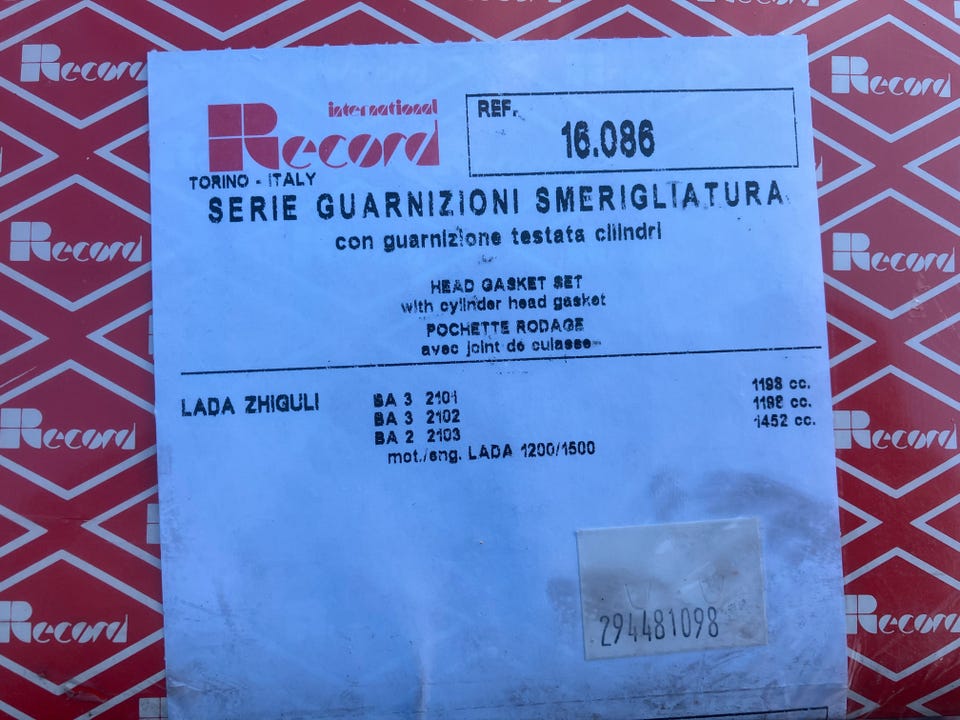 international
Record
TORINO - ITALY
REF.
16.086
SERIE GUARNIZIONI SMERIGLIATURA
con guarnizione testata cilindri
HEAD GASKET SET
with cylinder head gasket
POCHETTE RODAGE
avec joint de culasse
LADA ZHIGULI BA 3 2101 1198 cc.
BA 3 2102 1198 cc.
BA 2 2103 1452 cc.
mot./eng. LADA 1200/1500
294481098
Record
Record
Record
Record
Record
Record
Record
Record